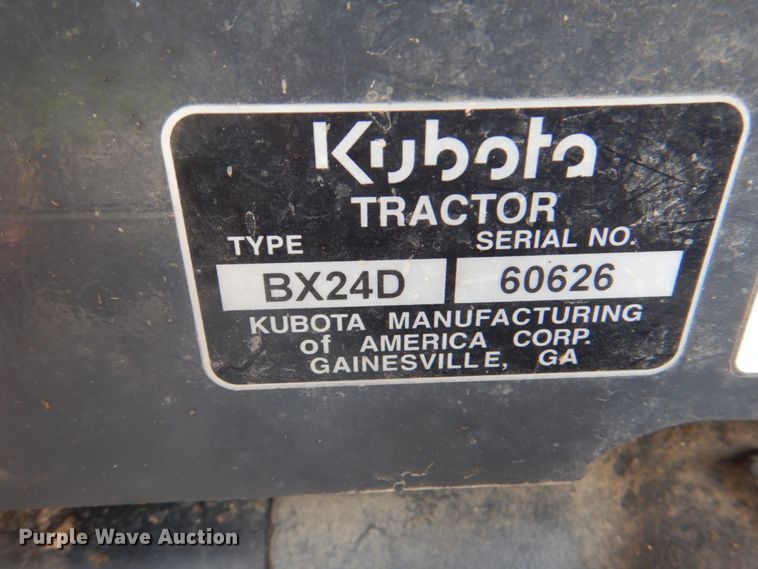 Kubota
TRACTOR
TYPE SERIAL NO.
BX24D 60626
KUBOTA MANUFACTURING
of AMERICA CORP.
GAINESVILLE, GA
Purple Wave Auction